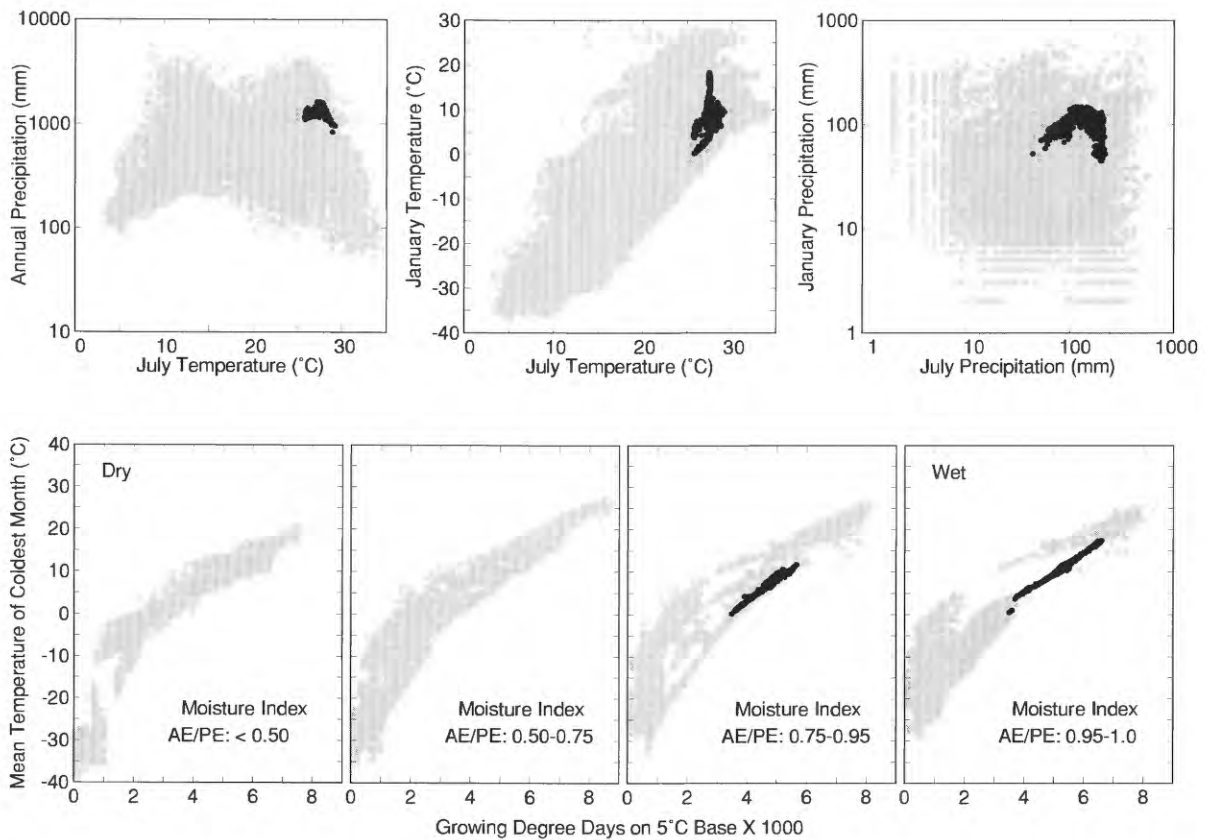 Annual Precipitation (mm)
10000
1000
100
10
0
10
20
30
July Temperature (˚C)
January Temperature (˚C)
30
20
10
0
-10
-20
-30
-40
0
10
20
30
July Temperature (˚C)
January Precipitation (mm)
1000
100
10
1
1
10
100
1000
July Precipitation (mm)
Mean Temperature of Coldest Month (˚C)
40
30
20
10
0
-10
-20
-30
-40
Dry
Moisture Index
AE/PE: < 0.50
0 2 4 6 8
Moisture Index
AE/PE: 0.50-0.75
0 2 4 6 8
Moisture Index
AE/PE: 0.75-0.95
0 2 4 6 8
Wet
Moisture Index
AE/PE: 0.95-1.0
0 2 4 6 8
Growing Degree Days on 5˚C Base X 1000